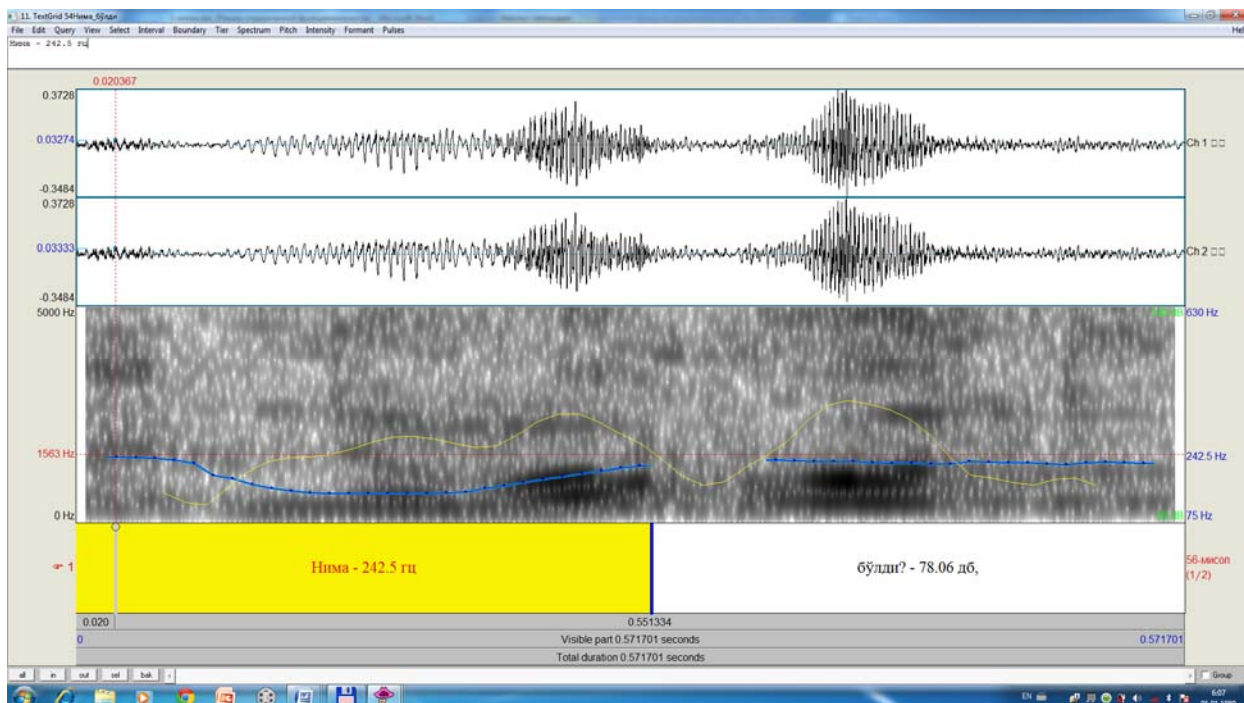 11. TextGrid 54Нима_бўлди
File Edit Query View Select Interval Boundary Tier Spectrum Pitch Intensity Formant Pulses Hel
Нима - 242.5 гц
0.020367
0.3728
0.03274
Ch 1
-0.3484
0.3728
0.03333
Ch 2
-0.3484
5000 Hz
630 Hz
1563 Hz
242.5 Hz
0 Hz
75 Hz
1
Нима - 242.5 гц
бўлди? - 78.06 дб,
56-мисол
(1/2)
0.020 0.551334
0 Visible part 0.571701 seconds 0.571701
Total duration 0.571701 seconds
all in out sel bak Group
EN 6:07